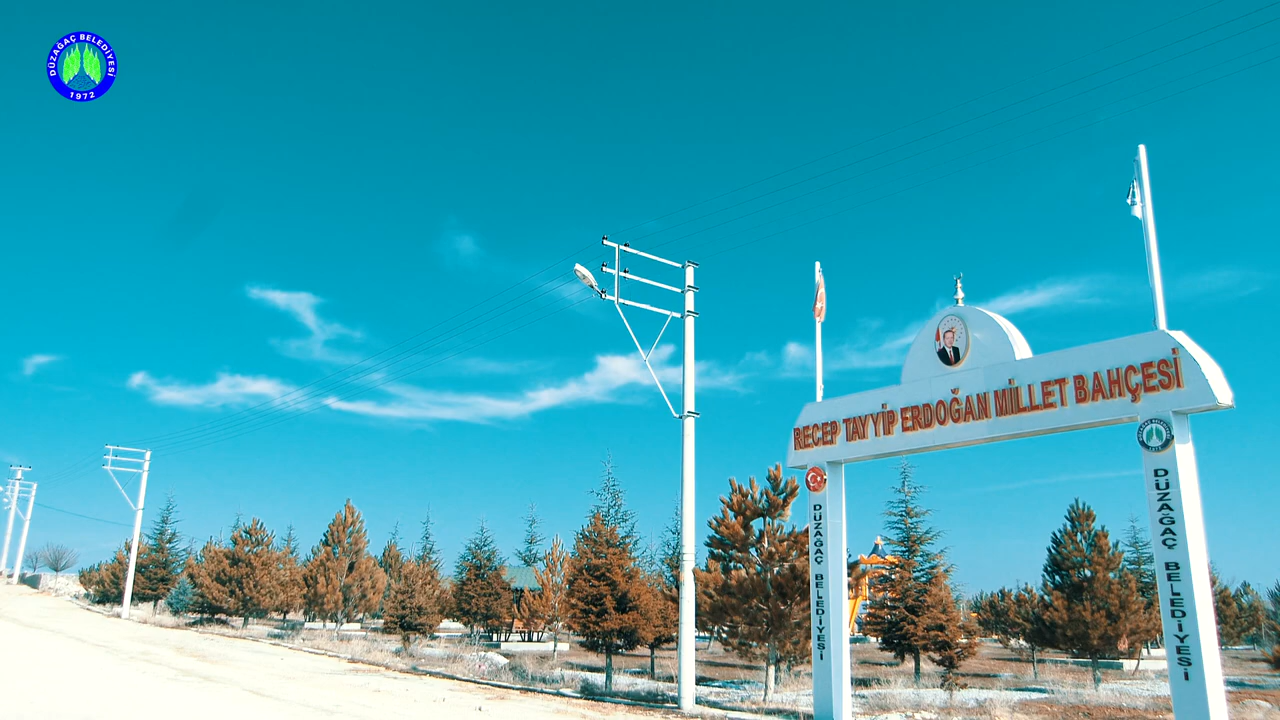 DÜZAĞAÇ BELEDİYESİ
1972
RECEP TAYYİP ERDOĞAN MİLLET BAHÇESİ
DÜZAĞAÇ BELEDİYESİ
DÜZAĞAÇ BELEDİYESİ